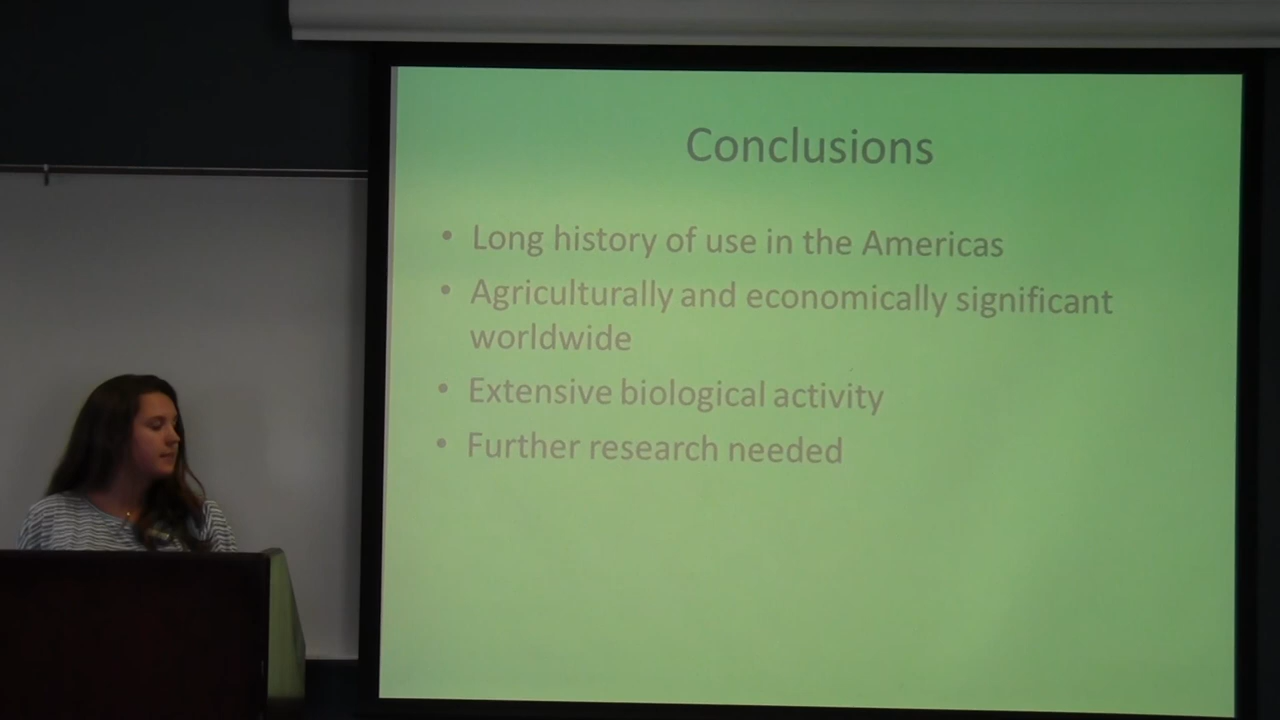 Conclusions
• Long history of use in the Americas
• Agriculturally and economically significant
worldwide
• Extensive biological activity
• Further research needed